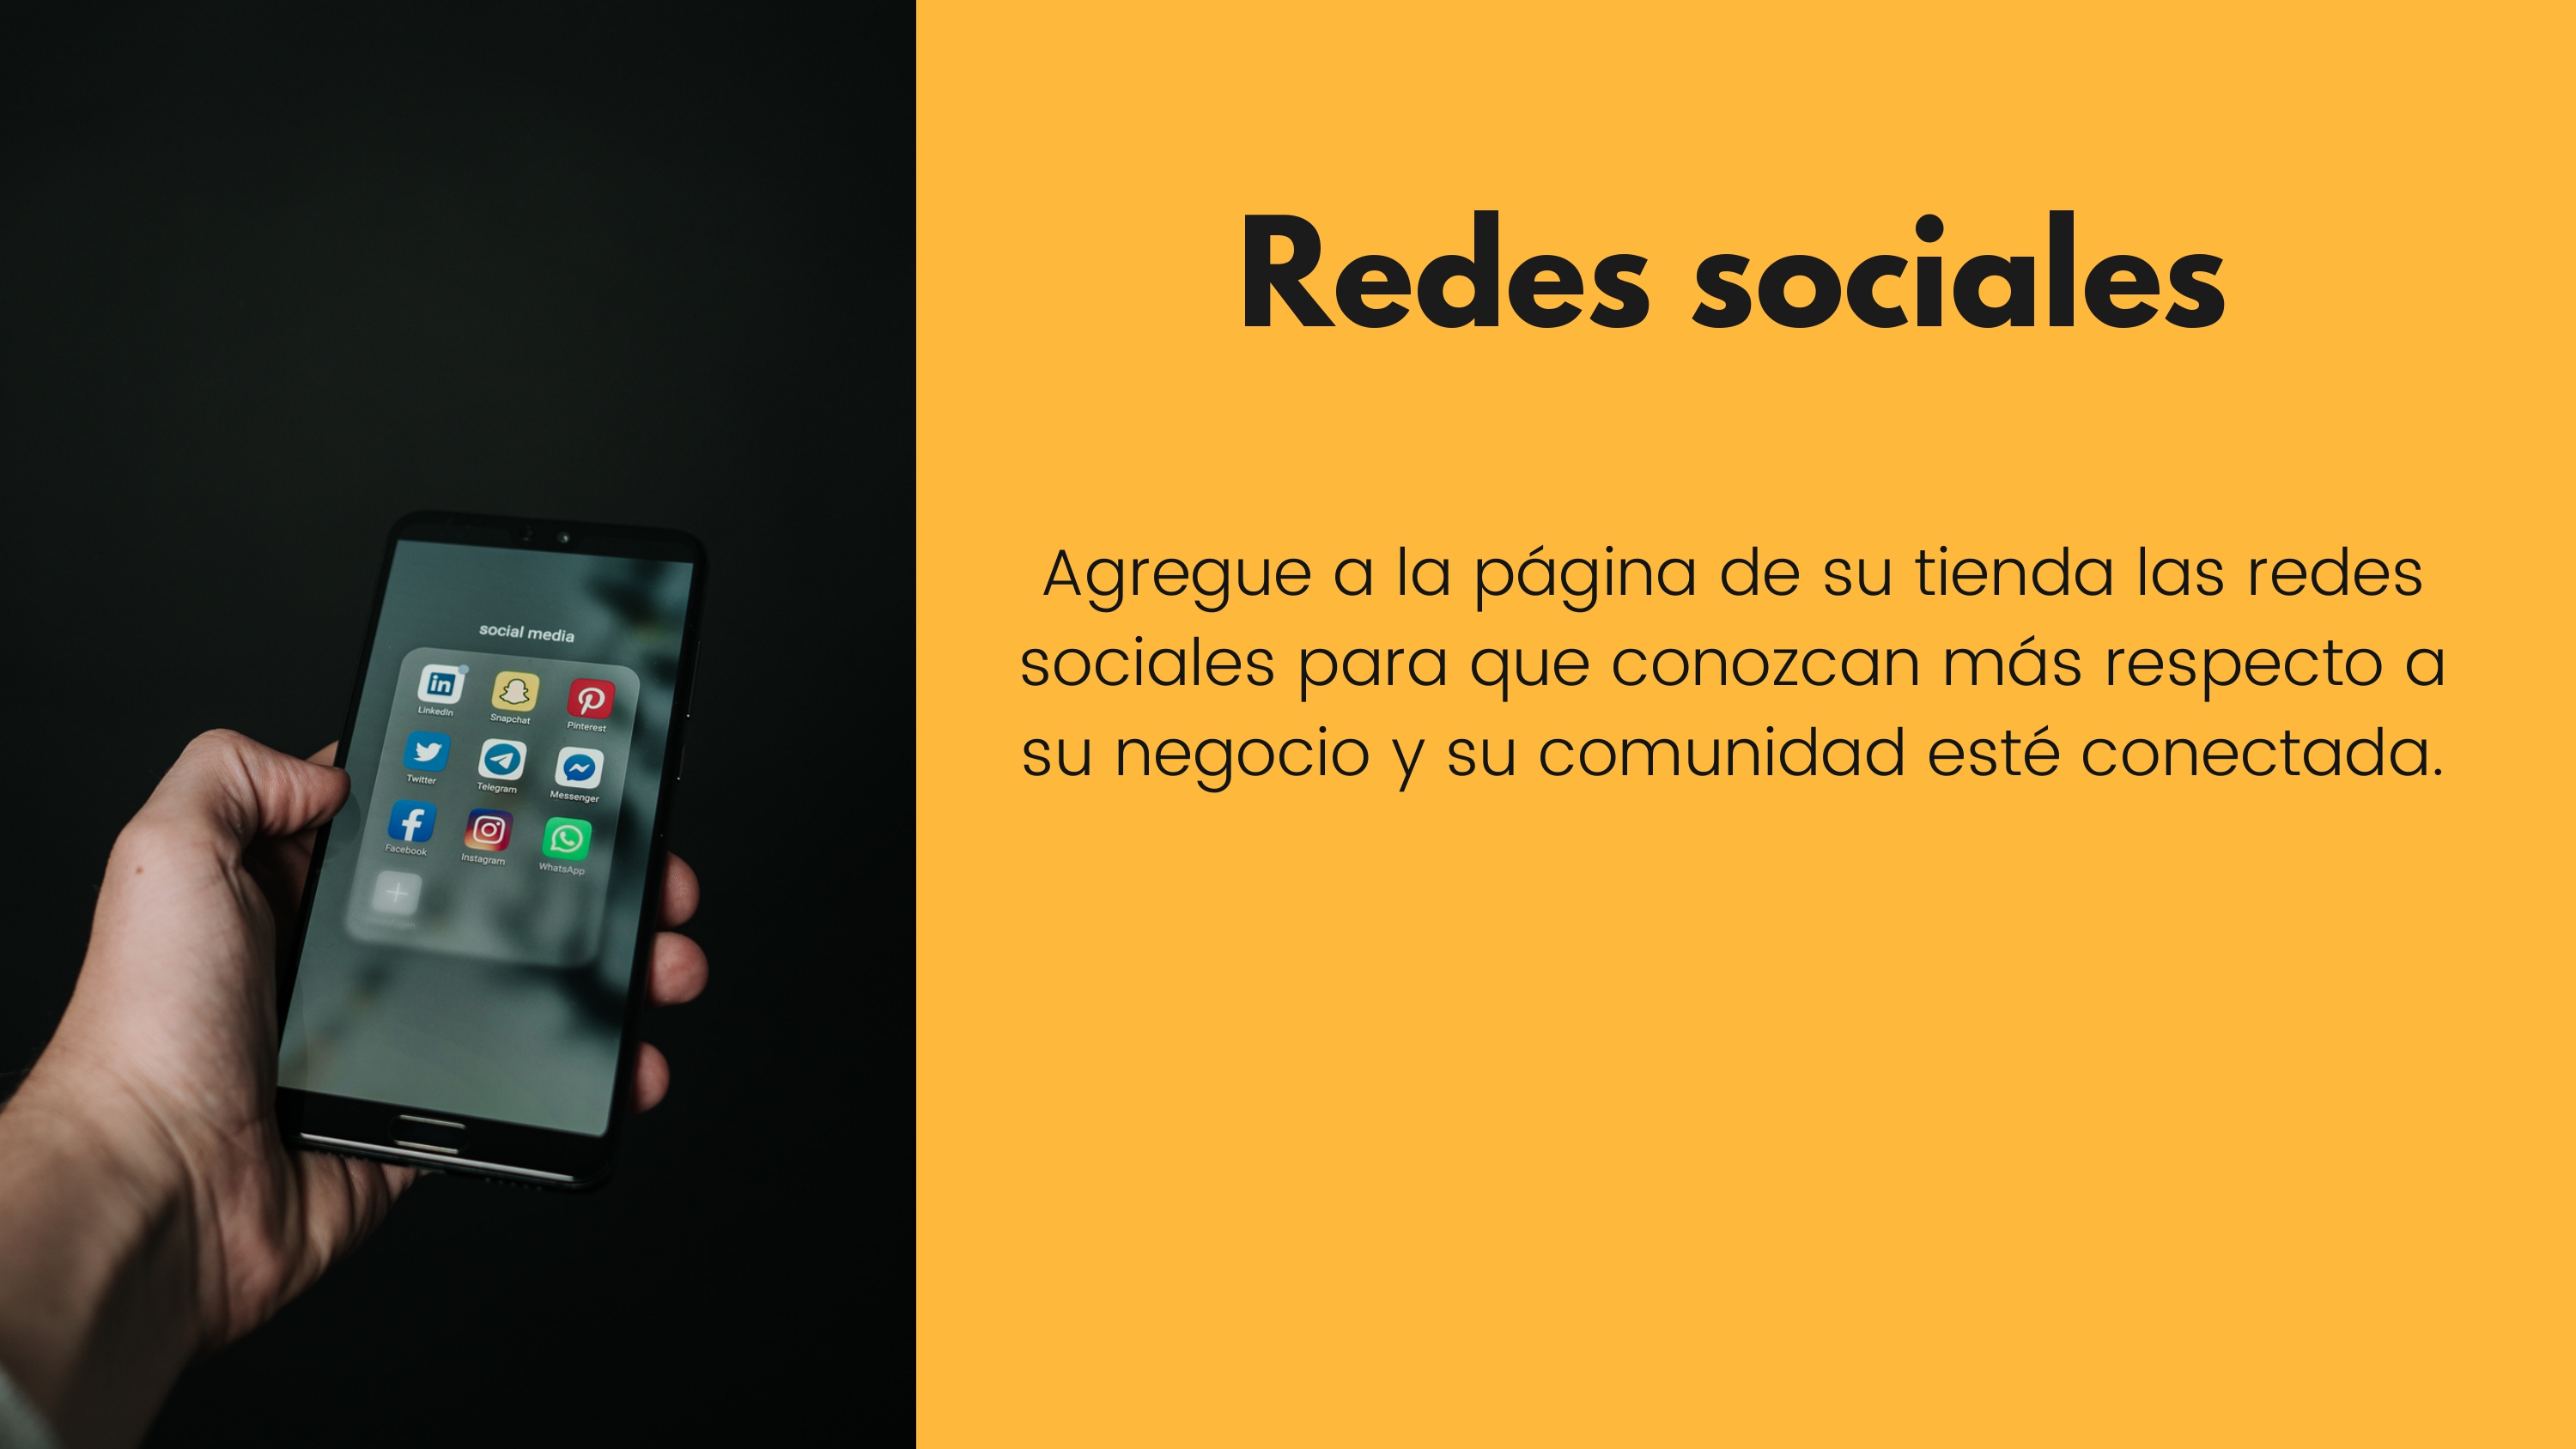 Redes sociales
Agregue a la página de su tienda las redes
sociales para que conozcan más respecto a
su negocio y su comunidad esté conectada.
social media
LinkedIn Snapchat Pinterest
Twitter Telegram Messenger
Facebook Instagram WhatsApp